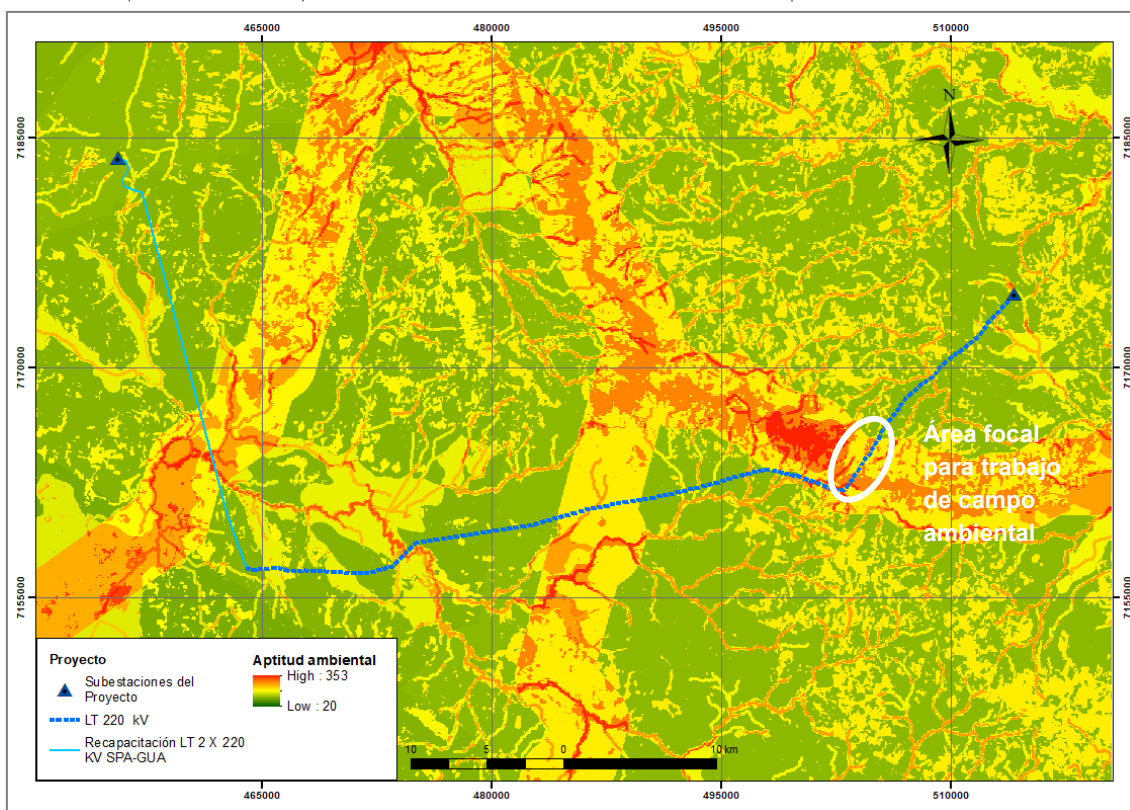 465000 480000 495000 510000
7185000 7185000
N
7170000 7170000
Área focal
para trabajo
de campo
ambiental
7155000 7155000
Proyecto
Subestaciones del
Proyecto
LT 220 kV
Recapacitación LT 2 X 220
KV SPA-GUA
Aptitud ambiental
High : 353
Low : 20
10 5 0 10 km
465000 480000 495000 510000